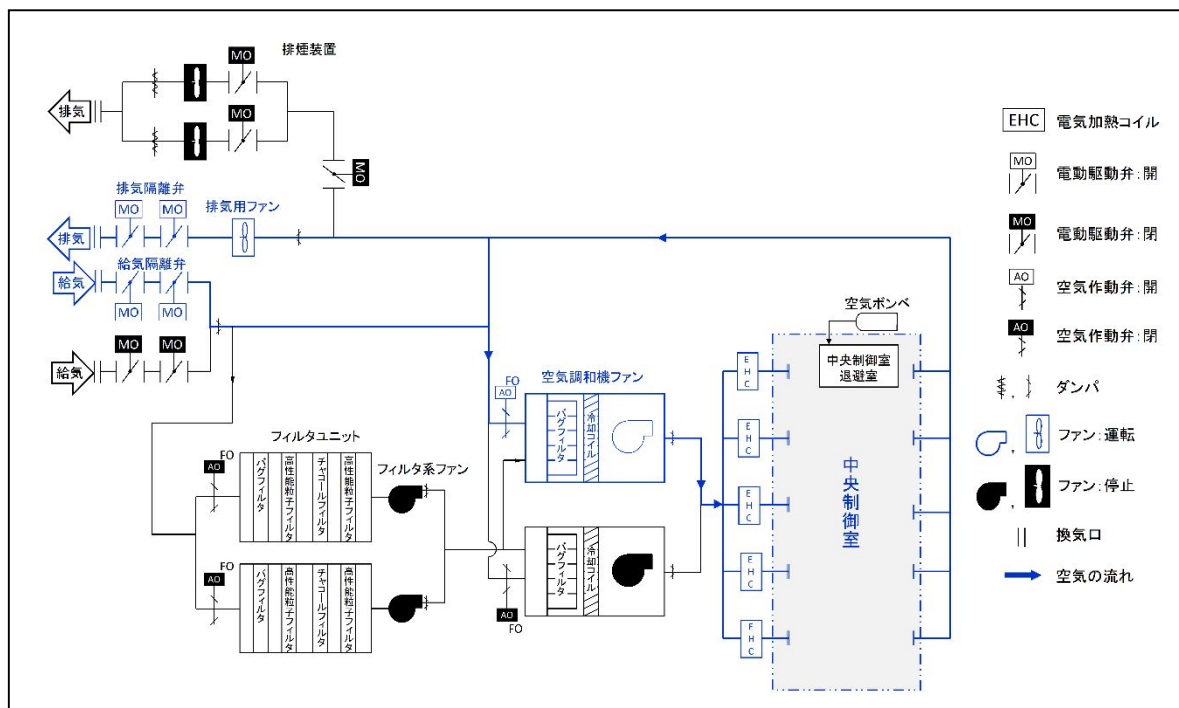 排煙装置
MO
MO
排気
MO
排気隔離弁
MO
MO
排気用ファン
排気
給気隔離弁
給気
MO
MO
MO
MO
給気
空気ボンベ
中央制御室
退避室
FO
AO
空気調和機ファン
バグフィルタ
冷却コイル
EHC
EHC
EHC
EHC
FHC
中央制御室
フィルタユニット
FO
AO
バグフィルタ
高性能粒子フィルタ
チャコールフィルタ
高性能粒子フィルタ
フィルタ系ファン
FO
AO
バグフィルタ
高性能粒子フィルタ
チャコールフィルタ
高性能粒子フィルタ
AO
FO
バグフィルタ
冷却コイル
EHC 電気加熱コイル
MO 電動駆動弁:開
MO 電動駆動弁:閉
AO 空気作動弁:開
AO 空気作動弁:閉
, ダンパ
, ファン:運転
, ファン:停止
換気口
空気の流れ